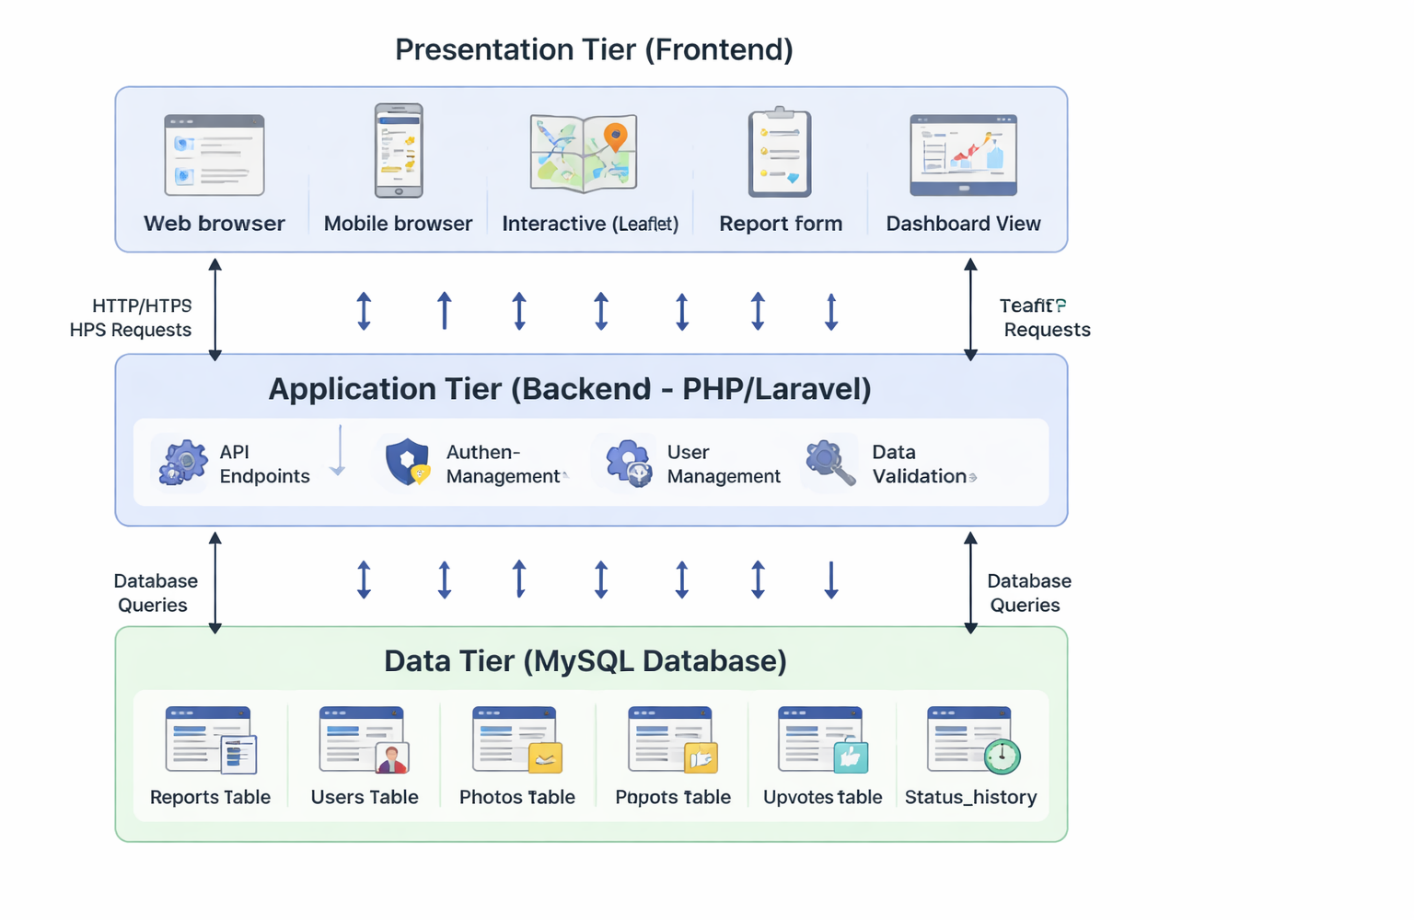 Presentation Tier (Frontend)
Web browser
Mobile browser
Interactive (Leaflet)
Report form
Dashboard View
HTTP/HTPS
HPS Requests
Teafit?
Requests
Application Tier (Backend - PHP/Laravel)
API
Endpoints
Authen-
Management
User
Management
Data
Validation
Database
Queries
Database
Queries
Data Tier (MySQL Database)
Reports Table
Users Table
Photos Table
Popots Table
Upvotes table
Status_history